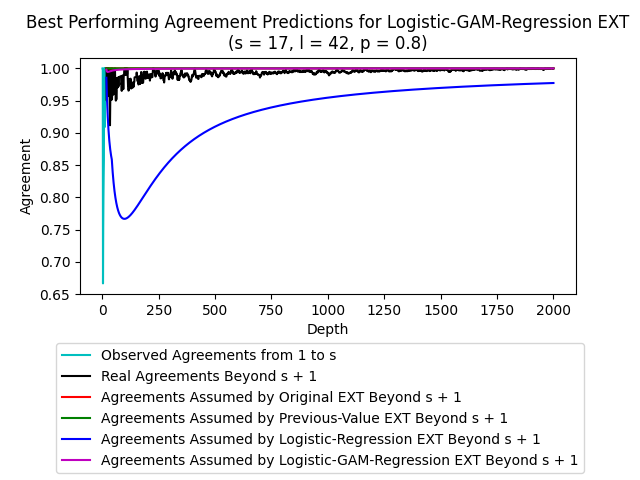 Best Performing Agreement Predictions for Logistic-GAM-Regression EXT
(s = 17, l = 42, p = 0.8)
1.00
0.95
0.90
0.85
0.80
0.75
0.70
0.65
Agreement
0 250 500 750 1000 1250 1500 1750 2000
Depth
Observed Agreements from 1 to s
Real Agreements Beyond s + 1
Agreements Assumed by Original EXT Beyond s + 1
Agreements Assumed by Previous-Value EXT Beyond s + 1
Agreements Assumed by Logistic-Regression EXT Beyond s + 1
Agreements Assumed by Logistic-GAM-Regression EXT Beyond s + 1